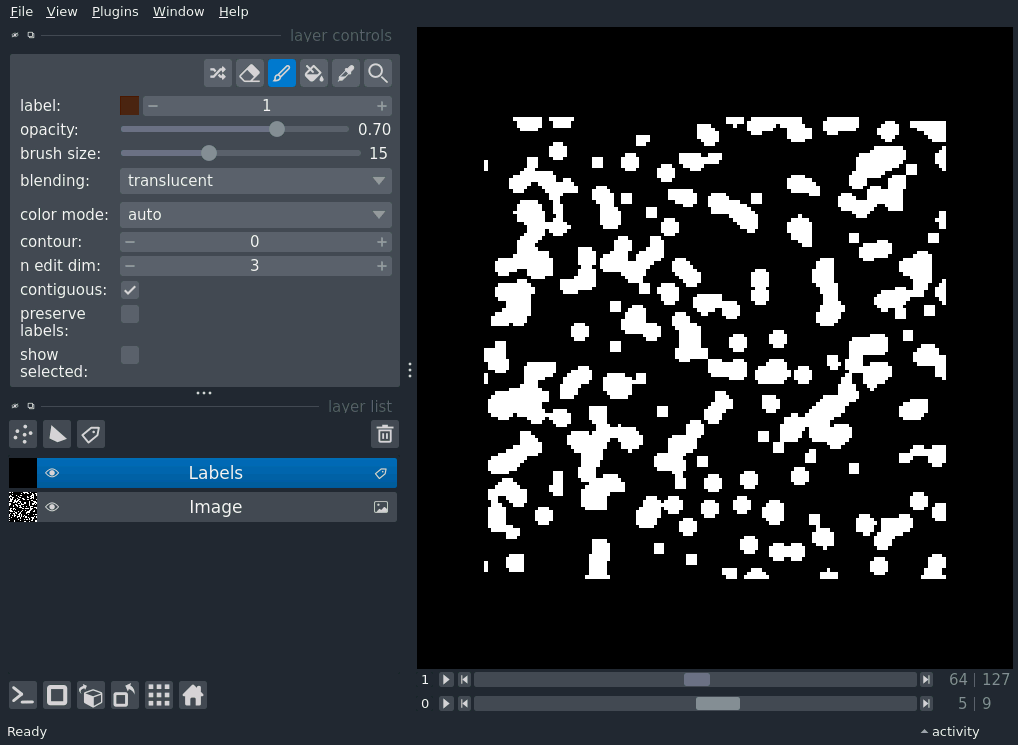 File View Plugins Window Help
layer controls
label: 1
opacity: 0.70
brush size: 15
blending: translucent
color mode: auto
contour: 0
n edit dim: 3
contiguous:
preserve
labels:
show
selected:
layer list
Labels
Image
1 64 | 127
0 5 | 9
Ready activity